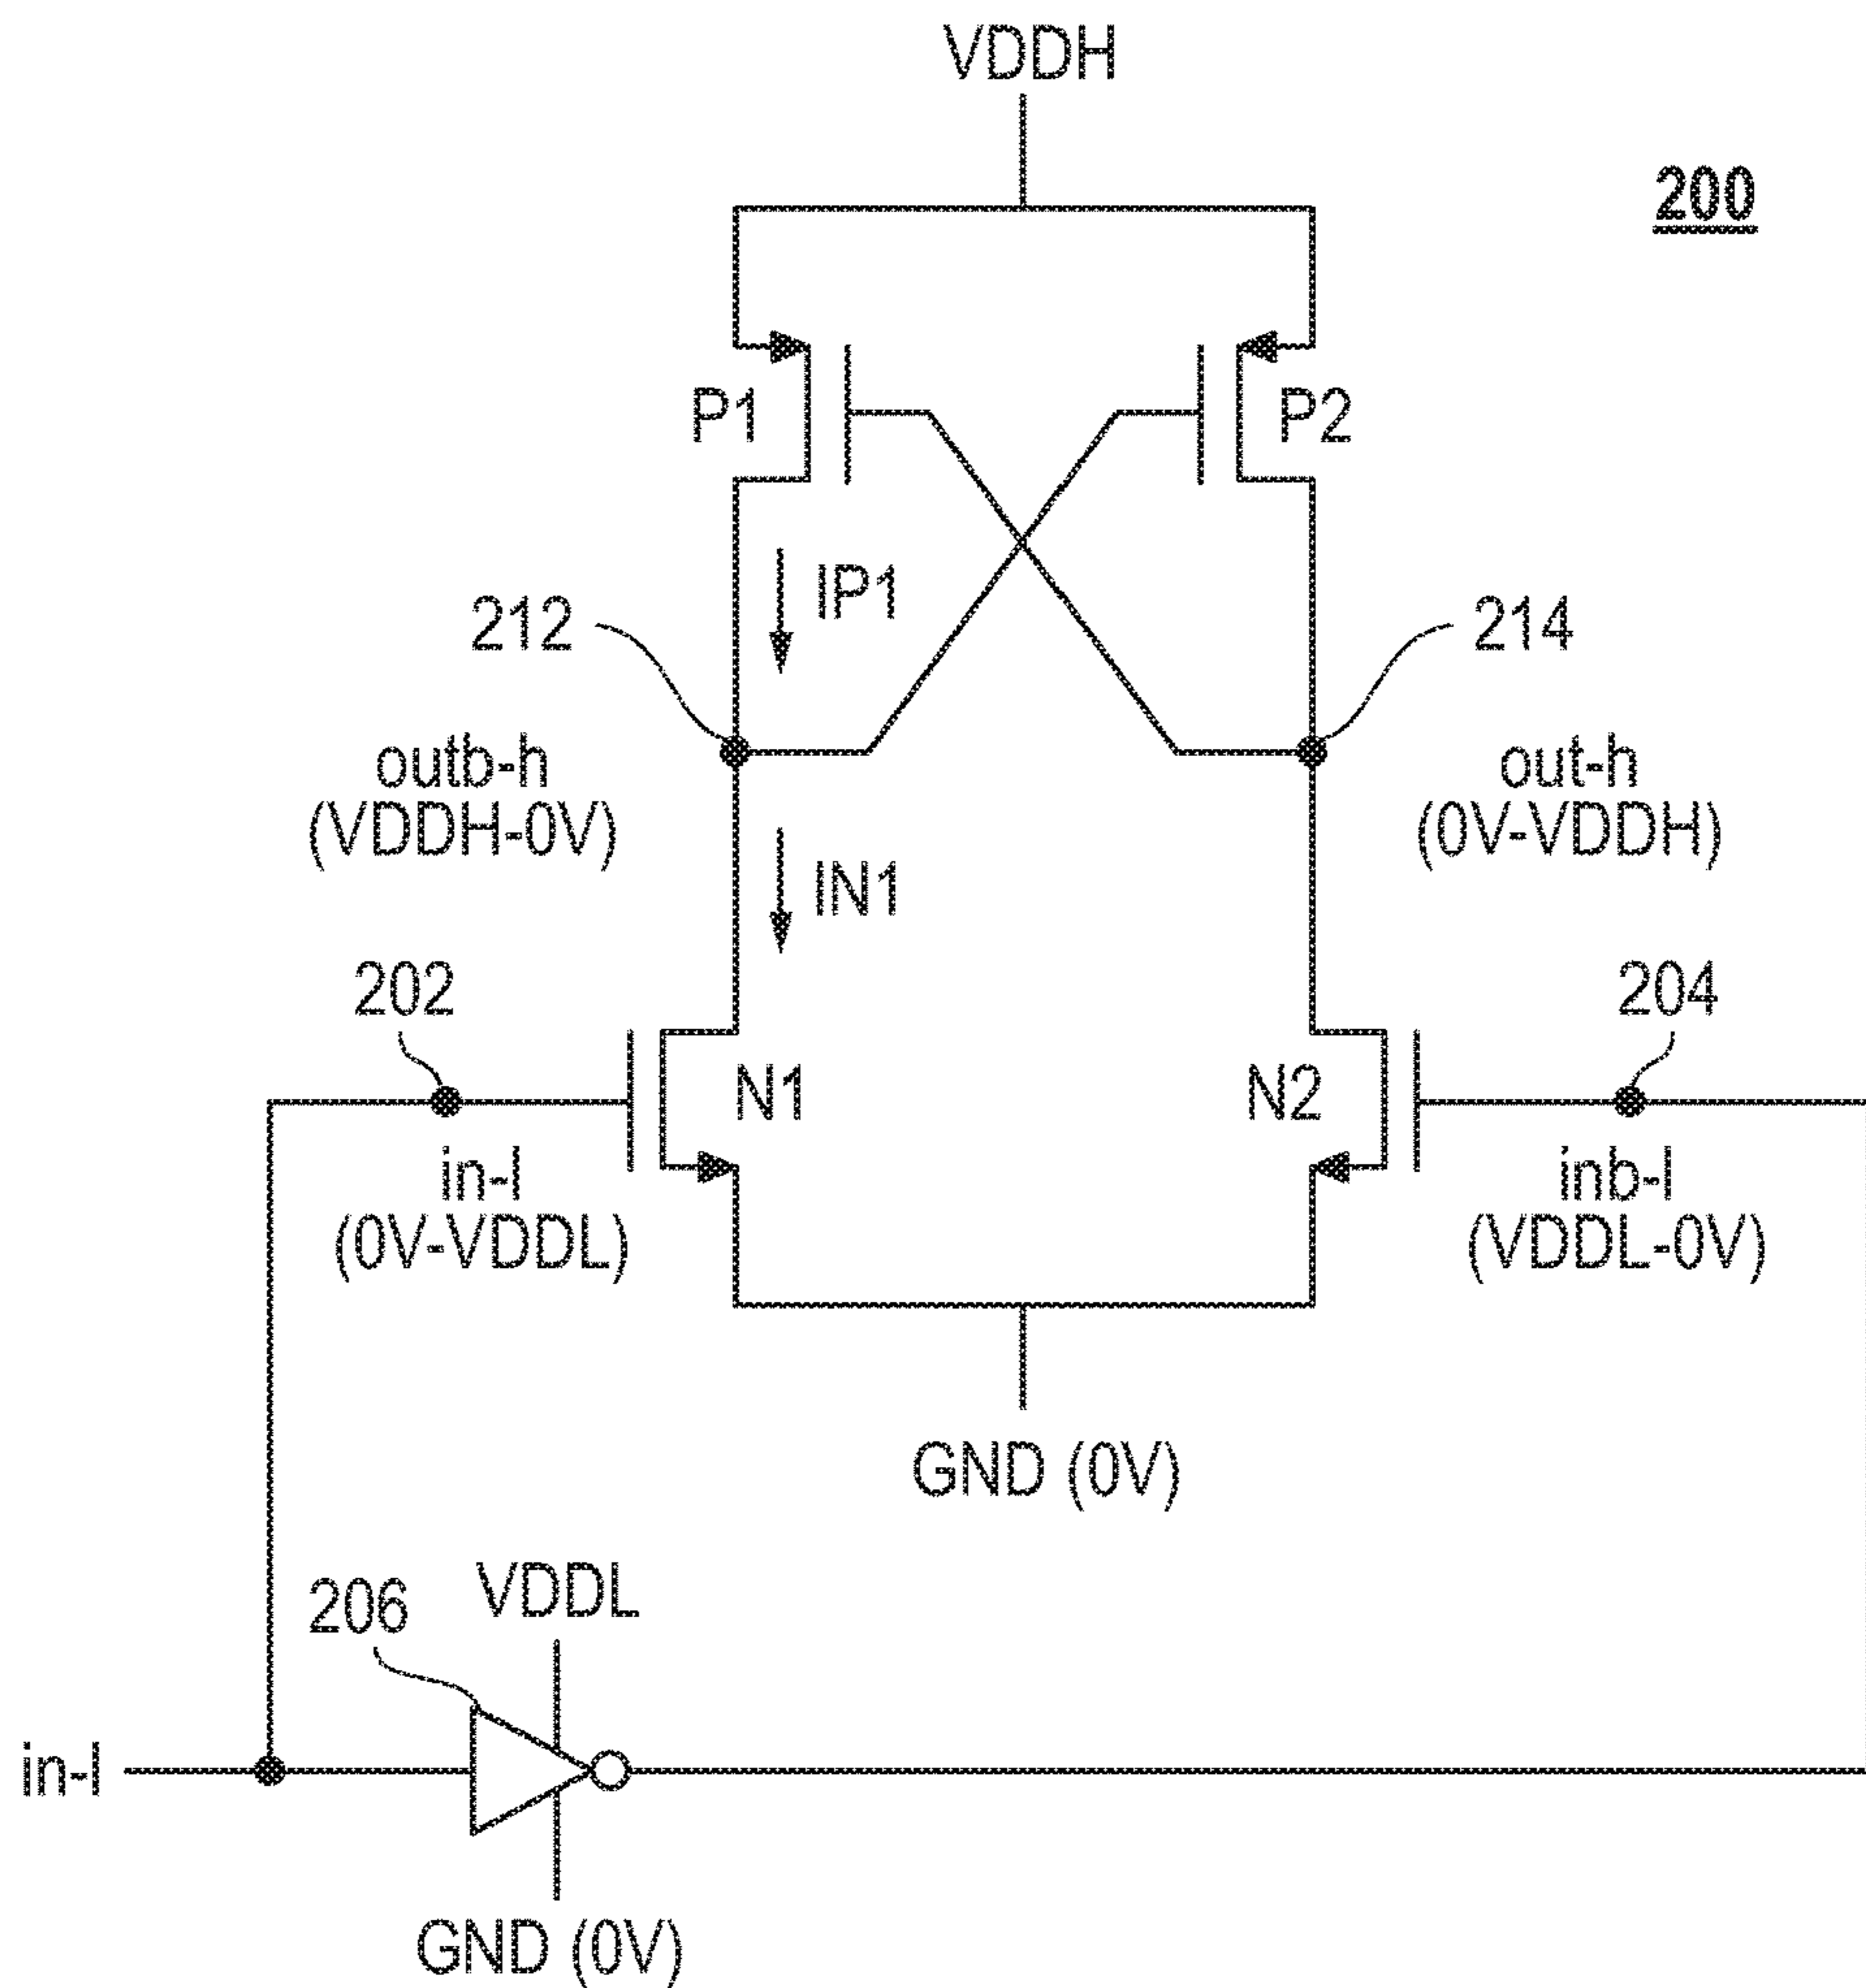 VDDH
200
P1
P2
IP1
212
214
outb-h
(VDDH-0V)
out-h
(0V-VDDH)
IN1
202
204
N1
N2
in-l
(0V-VDDL)
inb-l
(VDDL-0V)
GND (0V)
206
VDDL
in-l
GND (0V)